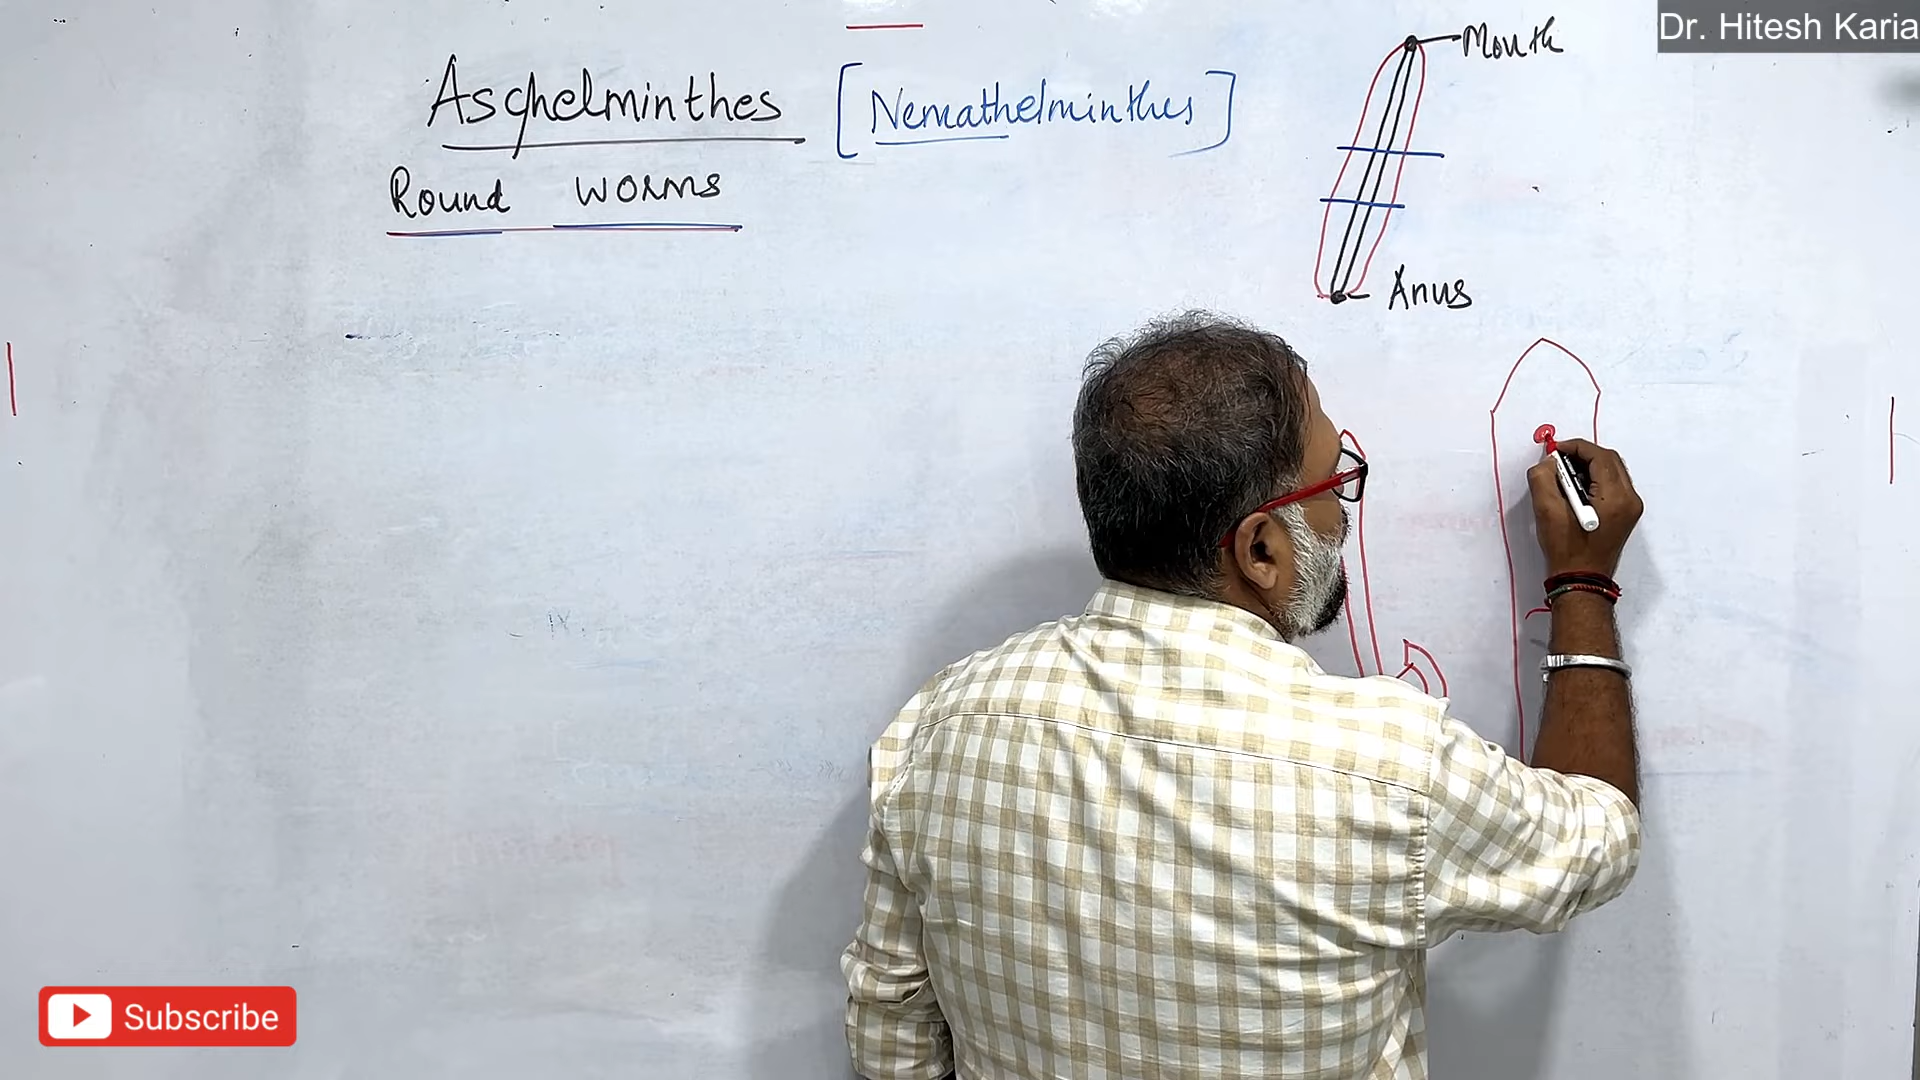 Dr. Hitesh Karia
Mouth
Aschelminthes [Nemathelminthes]
Round worms
Anus
Subscribe